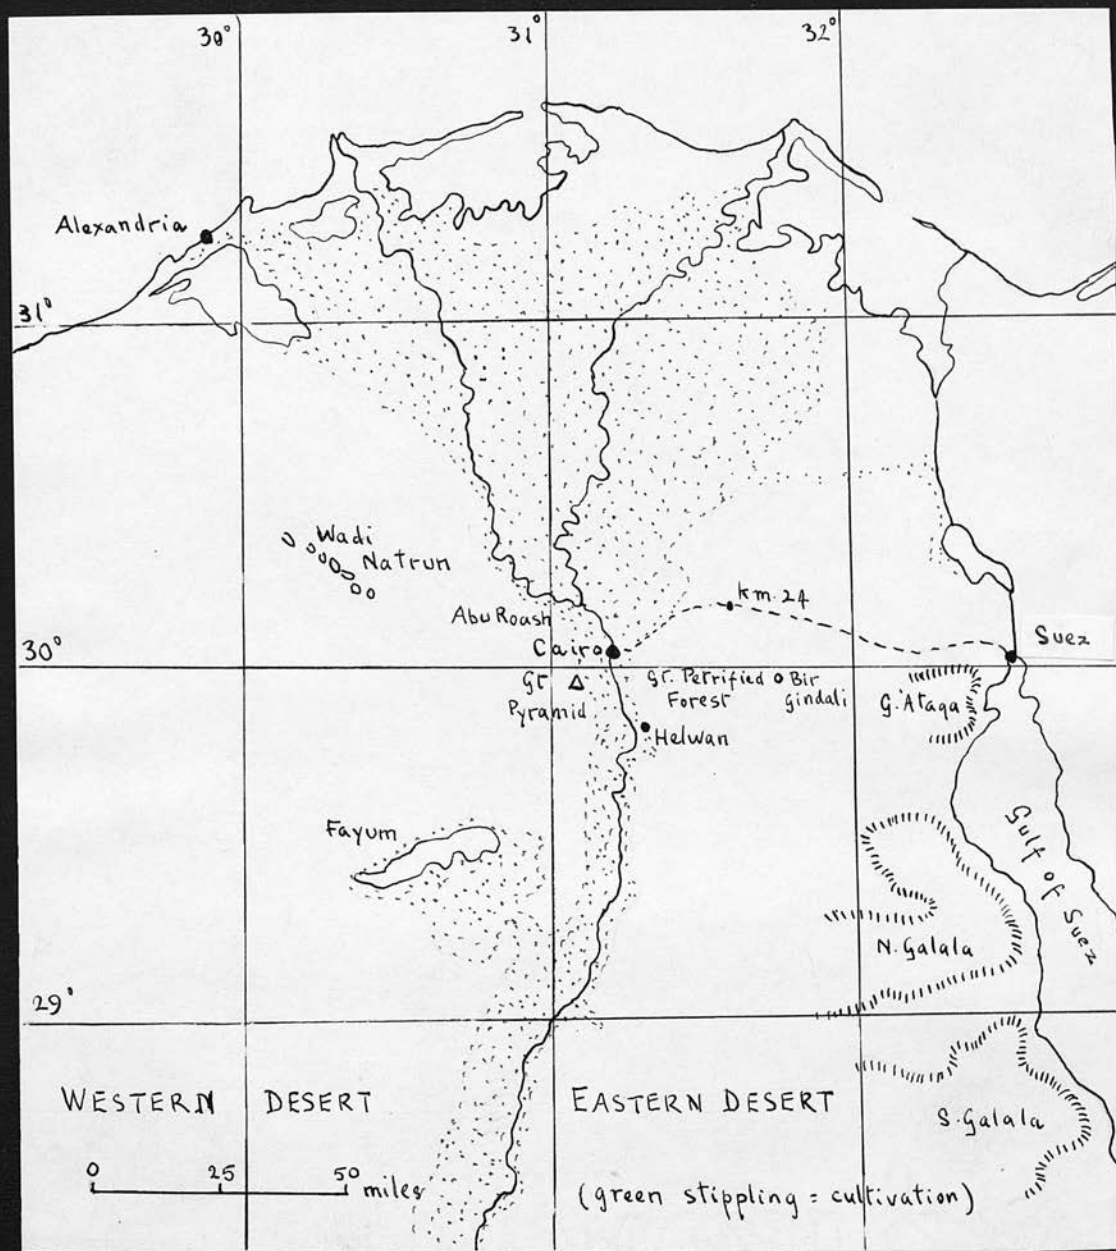 30°
31°
32°
Alexandria
31°
Wadi
Natrun
Abu Roash
km. 24
Cairo
Suez
30°
Gt
Pyramid
Gt. Petrified
Forest
Bir
Gindali
G. Ataqa
Helwan
Fayum
Gulf of Suez
N. Galala
29°
WESTERN DESERT
EASTERN DESERT
S. Galala
0 25 50 miles
(green stippling = cultivation)